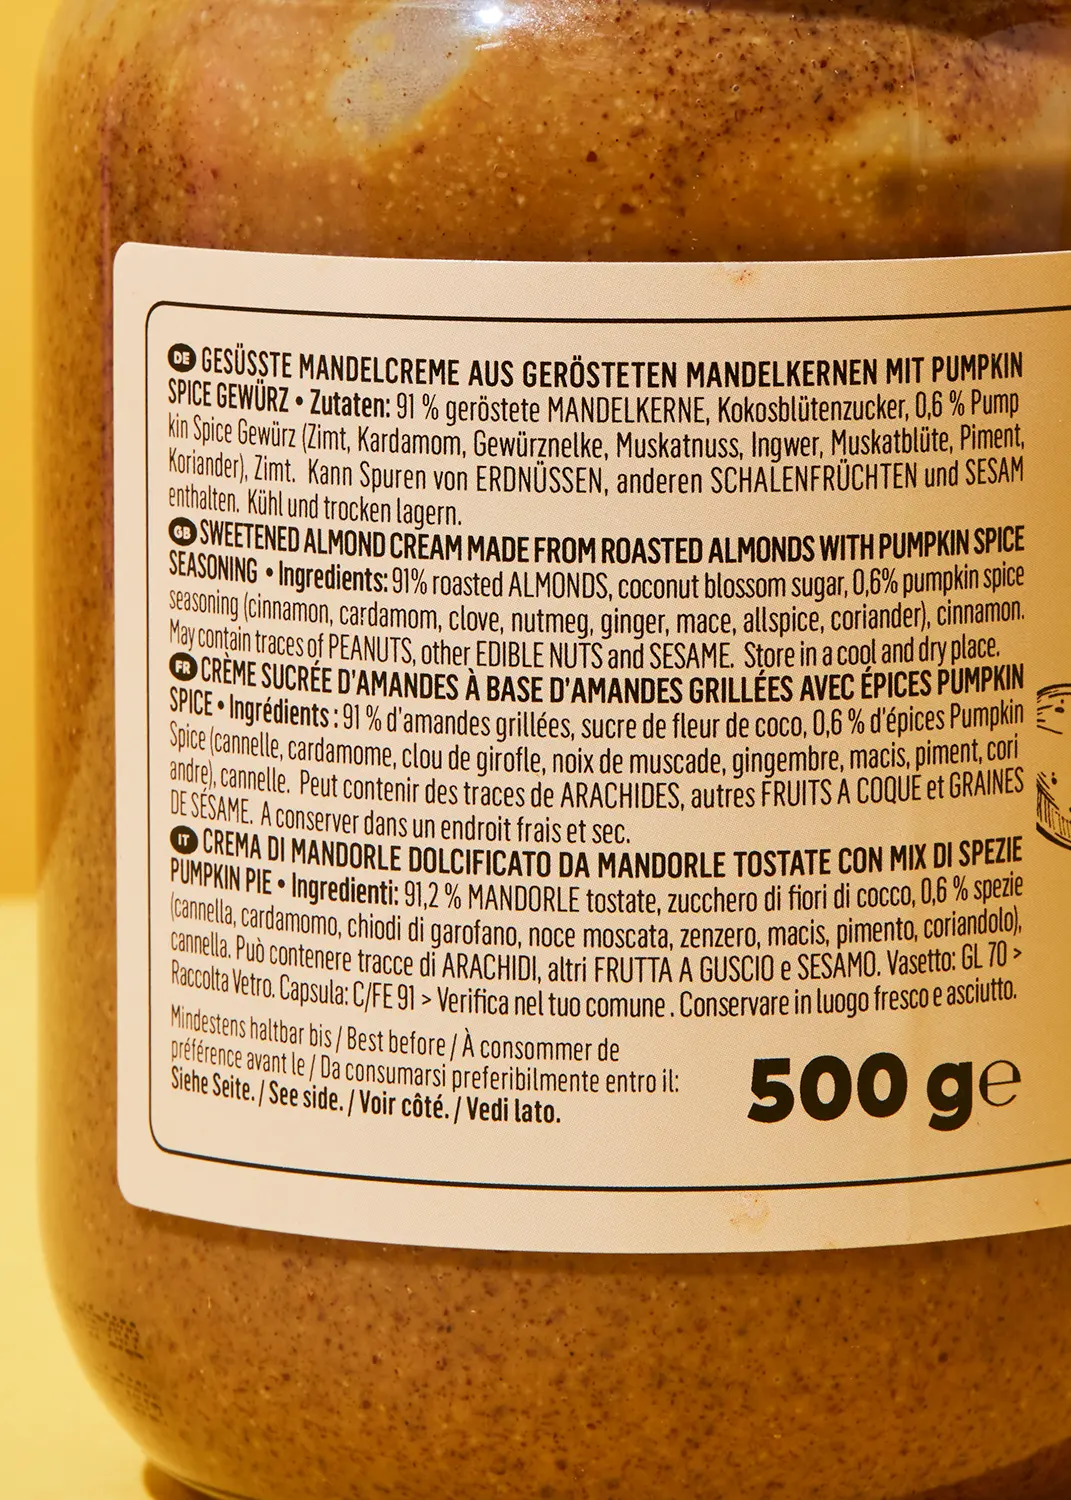 DE GESÜSSTE MANDELCREME AUS GERÖSTETEN MANDELKERNEN MIT PUMPKIN
SPICE GEWÜRZ • Zutaten: 91 % geröstete MANDELKERNE, Kokosblütenzucker, 0,6 % Pump
kin Spice Gewürz (Zimt, Kardamom, Gewürznelke, Muskatnuss, Ingwer, Muskatblüte, Piment,
Koriander), Zimt. Kann Spuren von ERDNÜSSEN, anderen SCHALENFRÜCHTEN und SESAM
enthalten. Kühl und trocken lagern.
GB SWEETENED ALMOND CREAM MADE FROM ROASTED ALMONDS WITH PUMPKIN SPICE
SEASONING • Ingredients: 91% roasted ALMONDS, coconut blossom sugar, 0,6% pumpkin spice
seasoning (cinnamon, cardamom, clove, nutmeg, ginger, mace, allspice, coriander), cinnamon.
May contain traces of PEANUTS, other EDIBLE NUTS and SESAME. Store in a cool and dry place.
FR CRÈME SUCRÉE D'AMANDES À BASE D'AMANDES GRILLÉES AVEC ÉPICES PUMPKIN
SPICE • Ingrédients : 91 % d'amandes grillées, sucre de fleur de coco, 0,6 % d'épices Pumpkin
Spice (cannelle, cardamome, clou de girofle, noix de muscade, gingembre, macis, piment, cori
andre), cannelle. Peut contenir des traces de ARACHIDES, autres FRUITS A COQUE et GRAINES
DE SÉSAME. A conserver dans un endroit frais et sec.
IT CREMA DI MANDORLE DOLCIFICATO DA MANDORLE TOSTATE CON MIX DI SPEZIE
PUMPKIN PIE • Ingredienti: 91,2 % MANDORLE tostate, zucchero di fiori di cocco, 0,6 % spezie
(cannella, cardamomo, chiodi di garofano, noce moscata, zenzero, macis, pimento, coriandolo),
cannella. Può contenere tracce di ARACHIDI, altri FRUTTA A GUSCIO e SESAMO. Vasetto: GL 70 >
Raccolta Vetro. Capsula: C/FE 91 > Verifica nel tuo comune . Conservare in luogo fresco e asciutto.
Mindestens haltbar bis / Best before / À consommer de
préférence avant le / Da consumarsi preferibilmente entro il:
Siehe Seite. / See side. / Voir côté. / Vedi lato.
500 g e